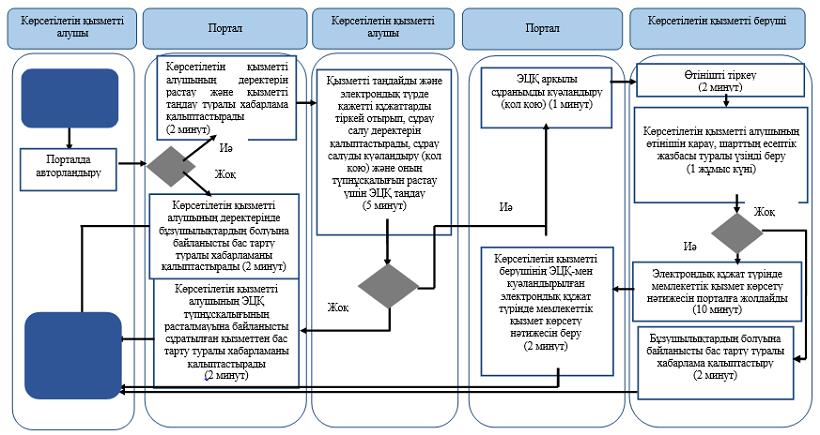 Көрсетілетін қызметті
алушы
Портал
Көрсетілетін қызметті
алушы
Портал
Көрсетілетін қызметті беруші
Порталда
авторландыру
Көрсетілетін қызметті
алушының деректерін
растау және қызметті
таңдау туралы хабарлама
қалыптастырады
(2 минут)
Иә
Жоқ
Көрсетілетін қызметті
алушының деректерінде
бұзушылықтардың болуына
байланысты бас тарту
туралы хабарламаны
қалыптастырады (2 минут)
Көрсетілетін қызметті
алушының ЭЦҚ
түпнұсқалығының
расталмауына байланысты
сұратылған қызметтен бас
тарту туралы хабарламаны
қалыптастырады
(2 минут)
Қызметті таңдайды және
электрондық түрде
қажетті құжаттарды
тіркей отырып, сұрау
салу деректерін
қалыптастырады, сұрау
салуды куәландыру (қол
қою) және оның
түпнұсқалығын растау
үшін ЭЦҚ таңдау
(5 минут)
Иә
Жоқ
ЭЦҚ арқылы
сұранымды куәландыру
(қол қою) (1 минут)
Көрсетілетін қызметті
берушінің ЭЦҚ-мен
куәландырылған
электрондық құжат
түрінде мемлекеттік
қызмет көрсету
нәтижесін беру
(2 минут)
Өтінішті тіркеу
(2 минут)
Көрсетілетін қызметті алушының
өтінішін қарау, шарттың есептік
жазбасы туралы үзінді беру
(1 жұмыс күні)
Жоқ
Иә
Электрондық құжат түрінде
мемлекеттік қызмет көрсету
нәтижесін порталға жолдайды
(10 минут)
Бұзушылықтардың болуына
байланысты бас тарту туралы
хабарлама қалыптастыру
(2 минут)